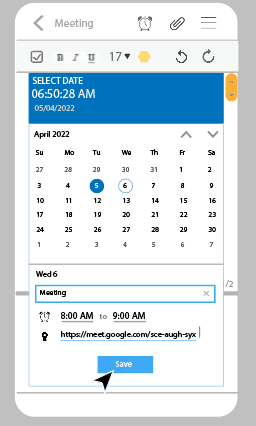 Meeting
B I U 17
SELECT DATE
06:50:28 AM
05/04/2022
April 2022
Su Mo Tu We Th Fr Sa
27 28 29 30 31 1 2
3 4 5 6 7 8 9
10 11 12 13 14 15 16
17 18 19 20 21 22 23
24 25 26 27 28 29 30
1 2 3 4 5 6 7
Wed 6
/2
Meeting
8:00 AM to 9:00 AM
https://meet.google.com/sce-augh-syx
Save